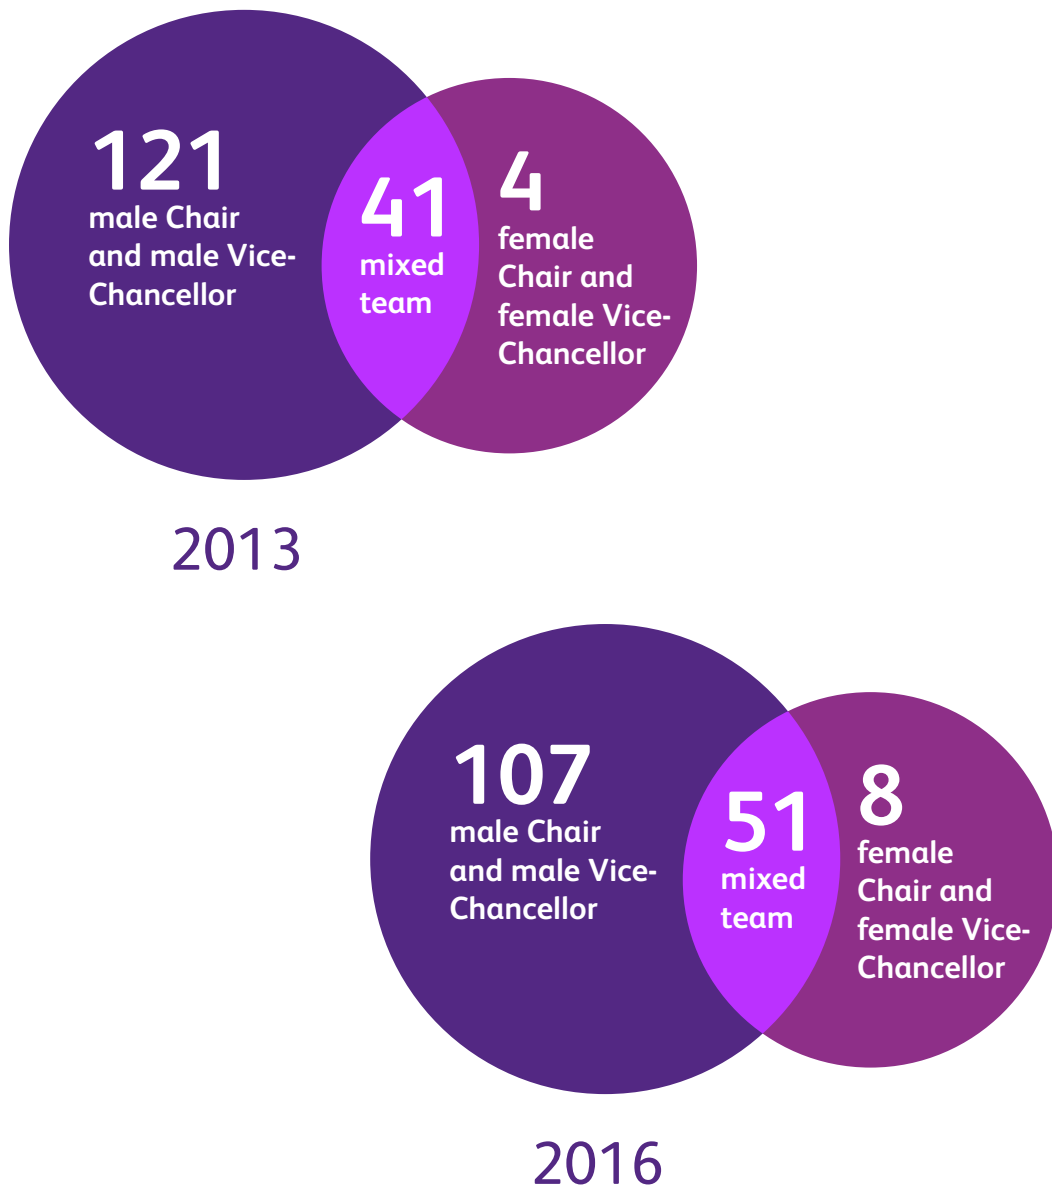 121
male Chair
and male Vice-
Chancellor
41
mixed
team
4
female
Chair and
female Vice-
Chancellor
2013
107
male Chair
and male Vice-
Chancellor
51
mixed
team
8
female
Chair and
female Vice-
Chancellor
2016